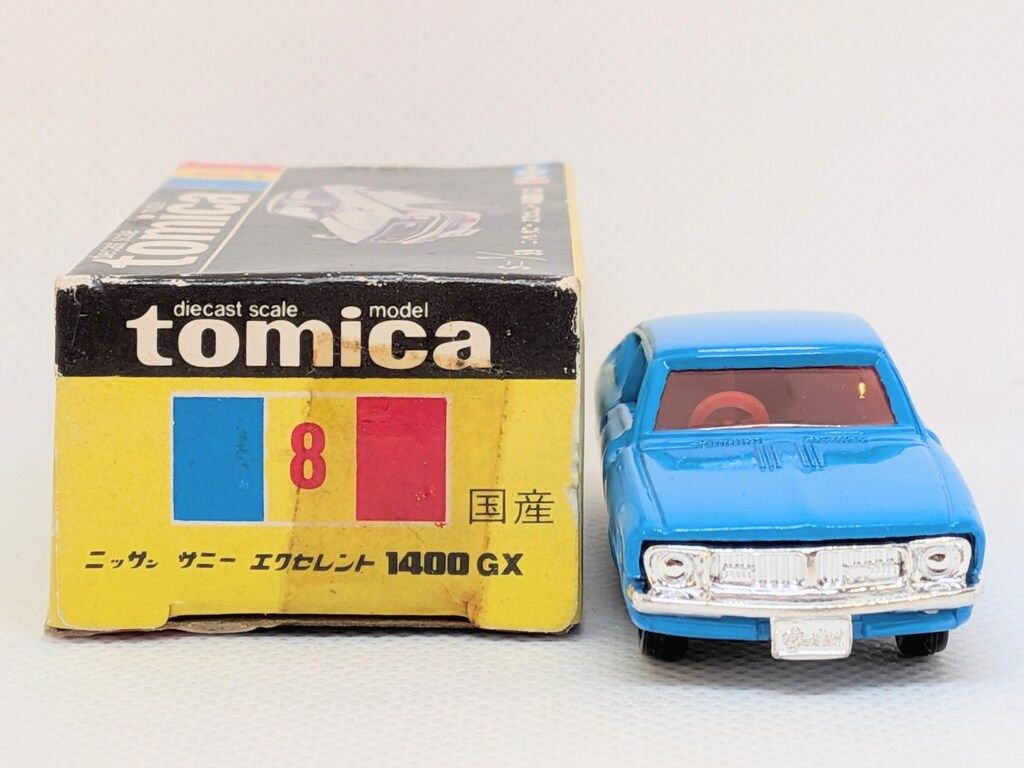 tomica
diecast scale model
tomica
8
国産
ニッサン サニー エクセレント 1400 GX